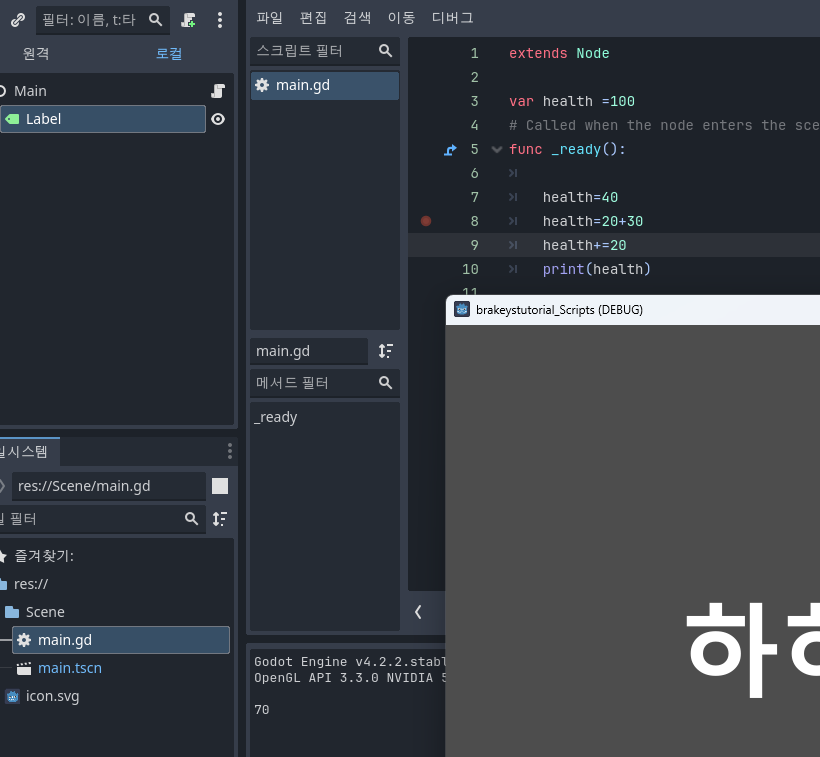 필터: 이름, t:타
원격 로컬
Main
Label
일시스템
res://Scene/main.gd
필터
즐겨찾기:
res://
Scene
main.gd
main.tscn
icon.svg
파일 편집 검색 이동 디버그
스크립트 필터
main.gd
main.gd
메서드 필터
_ready
1 extends Node
2
3 var health =100
4 # Called when the node enters the sce
5 func _ready():
6
7 health=40
8 health=20+30
9 health+=20
10 print(health)
11
brakeystutorial_Scripts (DEBUG)
하
Godot Engine v4.2.2.stabl
OpenGL API 3.3.0 NVIDIA 5
70